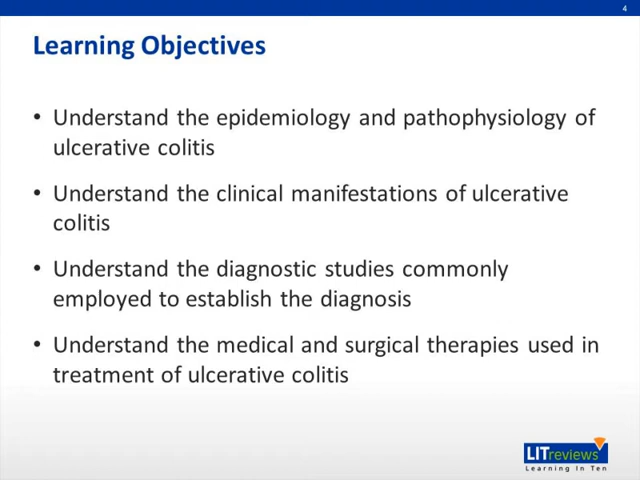 4
Learning Objectives
• Understand the epidemiology and pathophysiology of
ulcerative colitis
• Understand the clinical manifestations of ulcerative
colitis
• Understand the diagnostic studies commonly
employed to establish the diagnosis
• Understand the medical and surgical therapies used in
treatment of ulcerative colitis
LITreviews
Learning In Ten